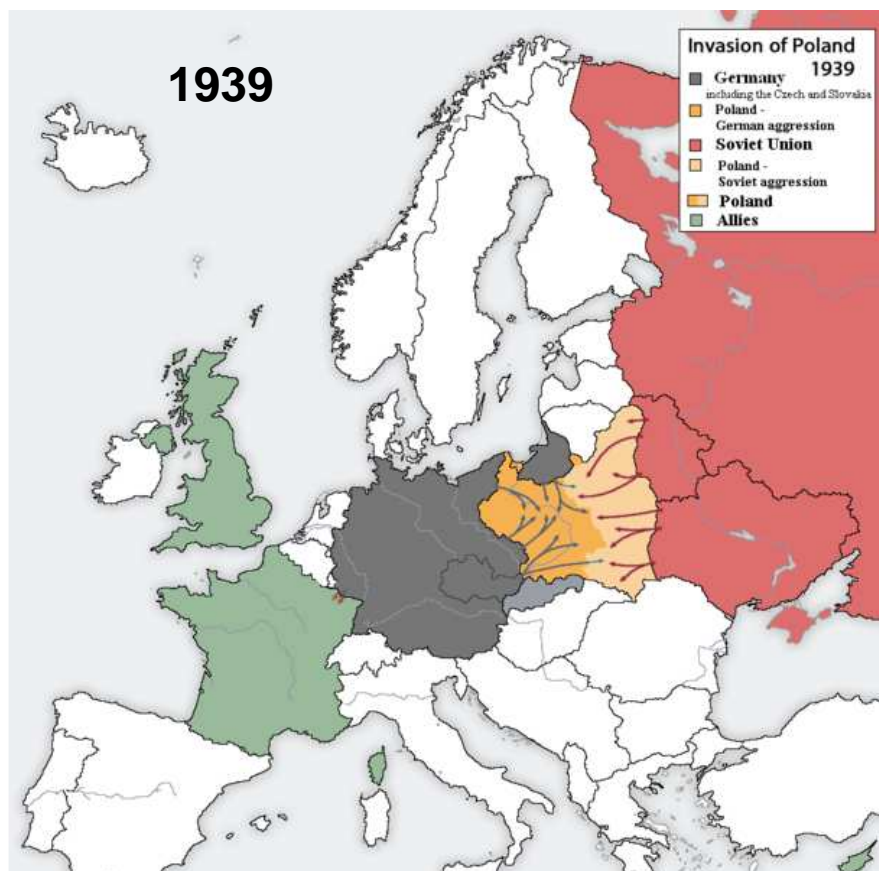 1939
Invasion of Poland
1939
Germany
including the Czech and Slovakia
Poland -
German aggression
Soviet Union
Poland -
Soviet aggression
Poland
Allies